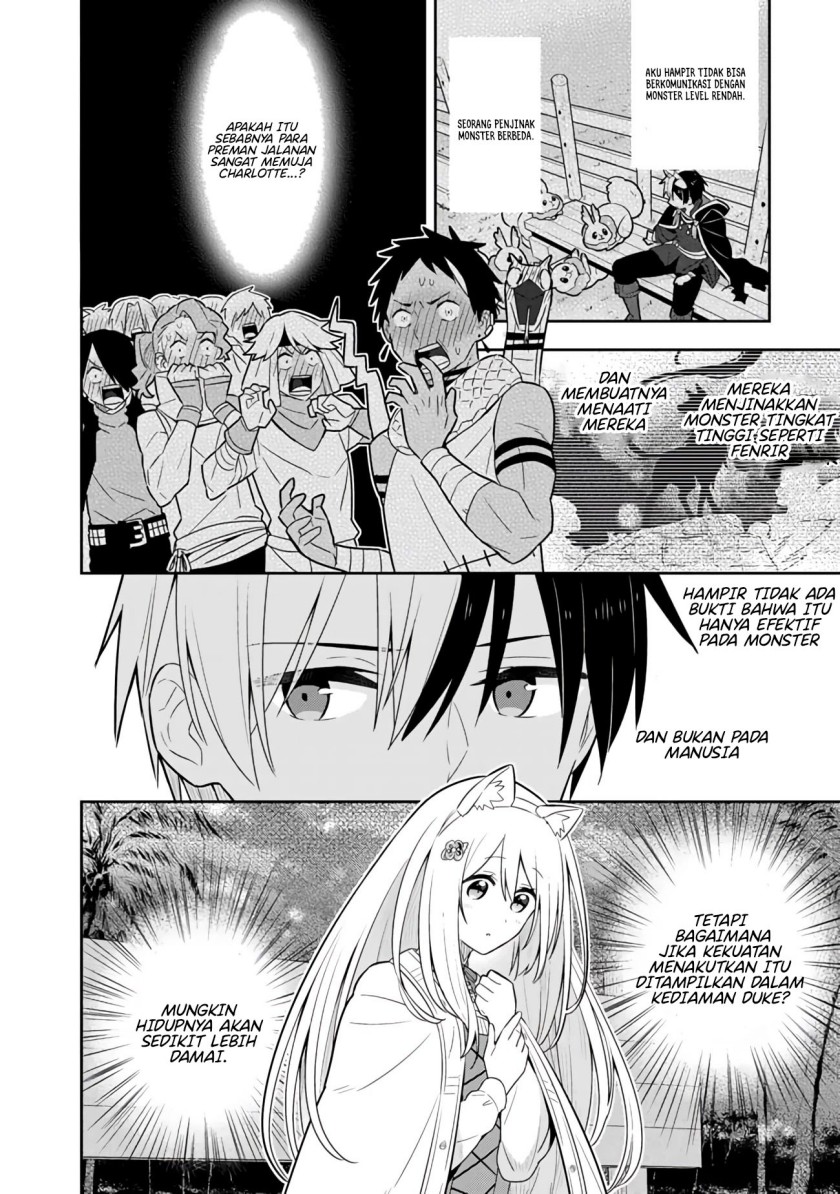 AKU HAMPIR TIDAK BISA
BERKOMUNIKASI DENGAN
MONSTER LEVEL RENDAH.
SEORANG PENJINAK
MONSTER BERBEDA.
MEREKA
MENJINAKKAN
MONSTER TINGKAT
TINGGI SEPERTI
FENRIR
DAN
MEMBUATNYA
MENAATI
MEREKA
APAKAH ITU
SEBABNYA PARA
PREMAN JALANAN
SANGAT MEMUJA
CHARLOTTE...?
HAMPIR TIDAK ADA
BUKTI BAHWA ITU
HANYA EFEKTIF
PADA MONSTER
DAN BUKAN PADA
MANUSIA
TETAPI
BAGAIMANA
JIKA KEKUATAN
MENAKUTKAN ITU
DITAMPILKAN DALAM
KEDIAMAN DUKE?
MUNGKIN
HIDUPNYA AKAN
SEDIKIT LEBIH
DAMAI.